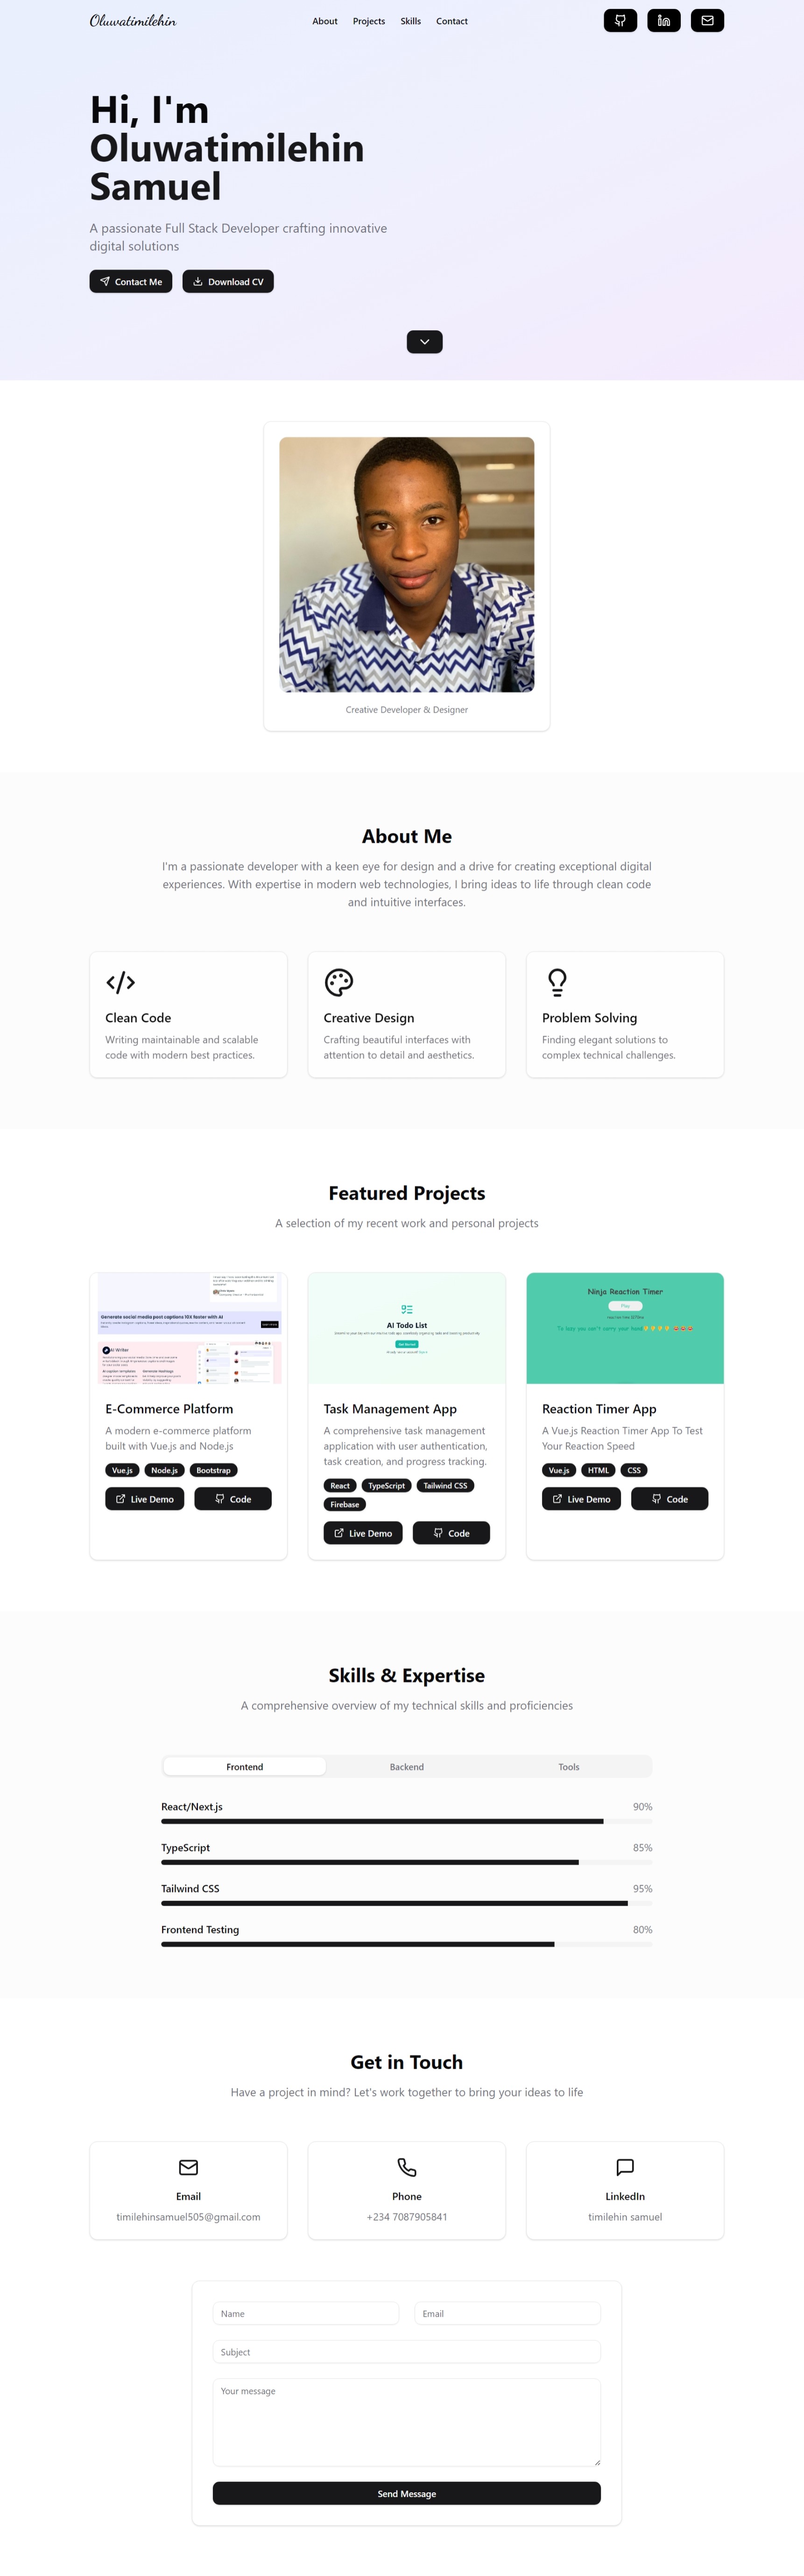 Oluwatimilehin
About
Projects
Skills
Contact
Hi, I'm
Oluwatimilehin
Samuel
A passionate Full Stack Developer crafting innovative
digital solutions
Contact Me
Download CV
Creative Developer & Designer
About Me
I'm a passionate developer with a keen eye for design and a drive for creating exceptional digital
experiences. With expertise in modern web technologies, I bring ideas to life through clean code
and intuitive interfaces.
Clean Code
Writing maintainable and scalable
code with modern best practices.
Creative Design
Crafting beautiful interfaces with
attention to detail and aesthetics.
Problem Solving
Finding elegant solutions to
complex technical challenges.
Featured Projects
A selection of my recent work and personal projects
Generate social media post captions 10X faster with AI
AI Writer
E-Commerce Platform
A modern e-commerce platform
built with Vue.js and Node.js
Vue.js
Node.js
Bootstrap
Live Demo
Code
AI Todo List
Task Management App
A comprehensive task management
application with user authentication,
task creation, and progress tracking.
React
TypeScript
Tailwind CSS
Firebase
Live Demo
Code
Ninja Reaction Timer
Play
Reaction Timer App
A Vue.js Reaction Timer App To Test
Your Reaction Speed
Vue.js
HTML
CSS
Live Demo
Code
Skills & Expertise
A comprehensive overview of my technical skills and proficiencies
Frontend
Backend
Tools
React/Next.js 90%
TypeScript 85%
Tailwind CSS 95%
Frontend Testing 80%
Get in Touch
Have a project in mind? Let's work together to bring your ideas to life
Email
timilehinsamuel505@gmail.com
Phone
+234 7087905841
LinkedIn
timilehin samuel
Name
Email
Subject
Your message
Send Message